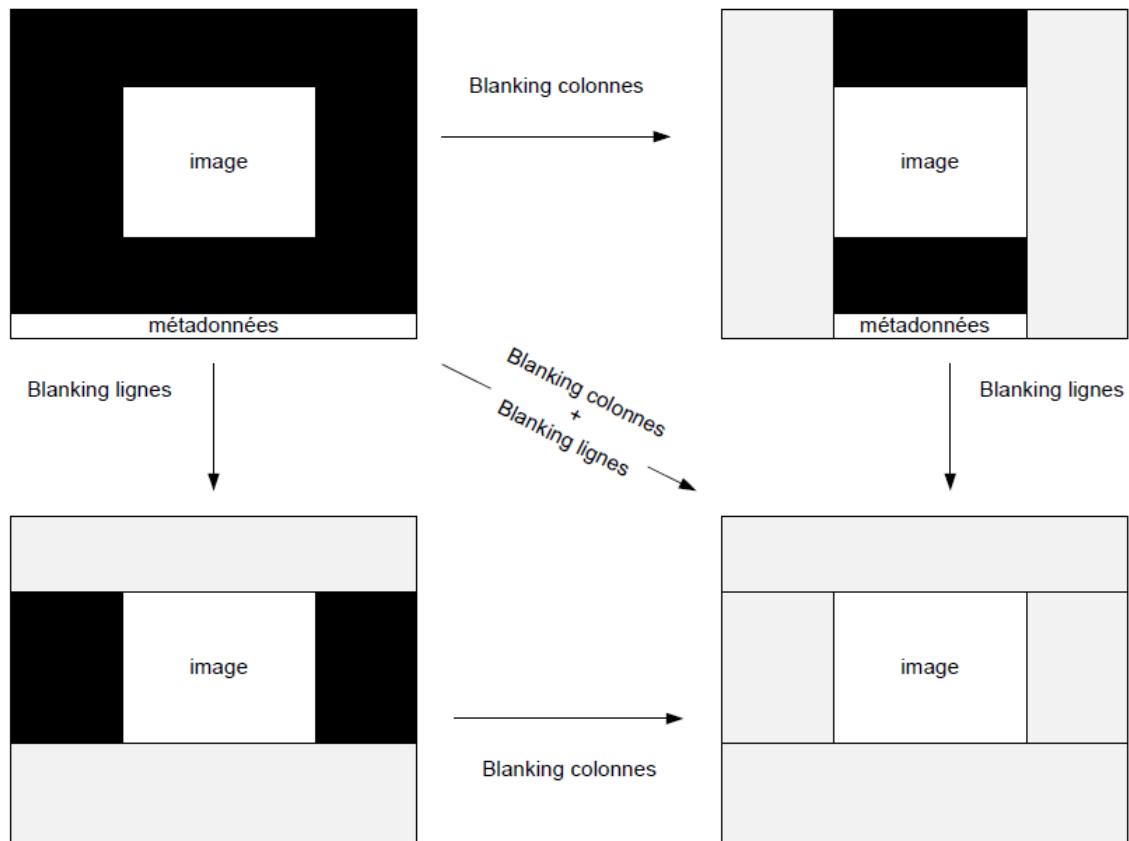 Blanking colonnes
image
image
métadonnées
métadonnées
Blanking lignes
Blanking colonnes
+
Blanking lignes
Blanking lignes
image
image
Blanking colonnes